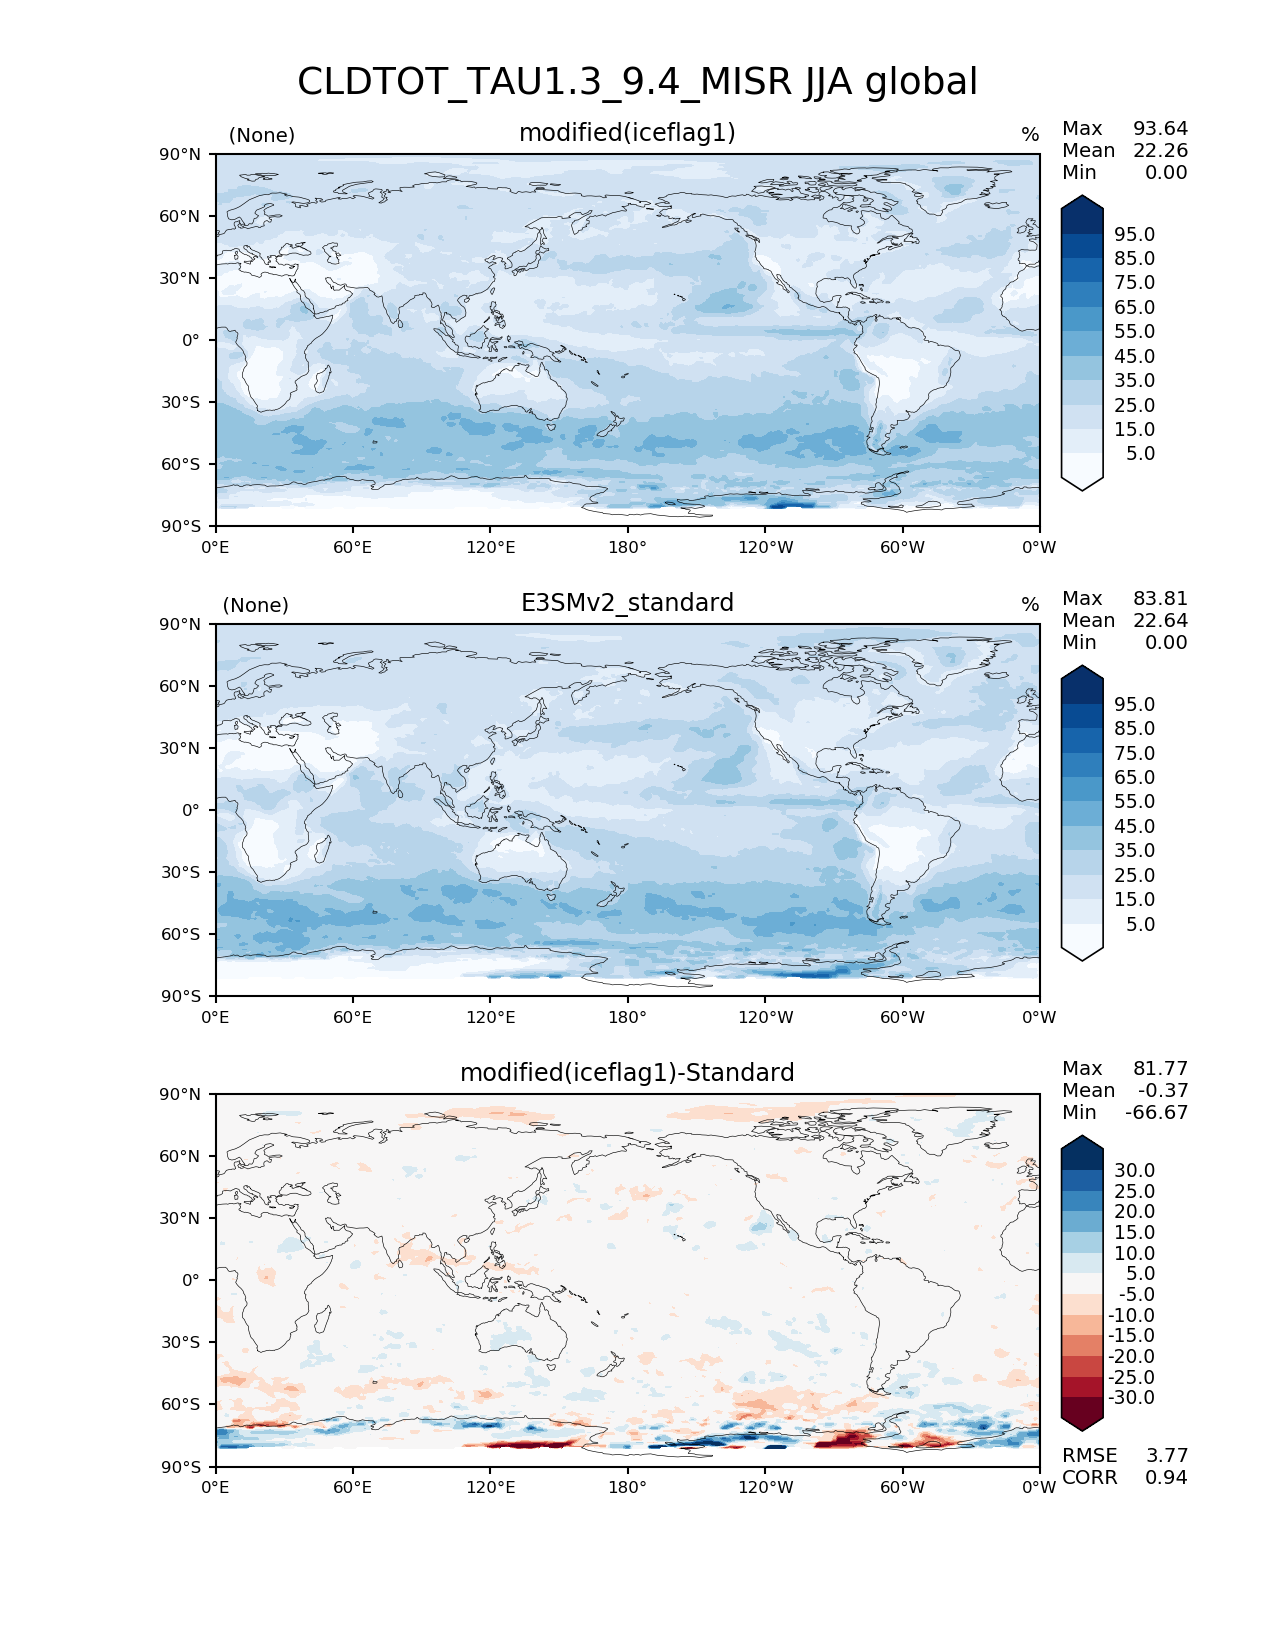 CLDTOT_TAU1.3_9.4_MISR JJA global
(None) modified(iceflag1) %
Max 93.64
Mean 22.26
Min 0.00
90°N
60°N
30°N
0°
30°S
60°S
90°S
0°E 60°E 120°E 180° 120°W 60°W 0°W
95.0
85.0
75.0
65.0
55.0
45.0
35.0
25.0
15.0
5.0
(None) E3SMv2_standard %
Max 83.81
Mean 22.64
Min 0.00
90°N
60°N
30°N
0°
30°S
60°S
90°S
0°E 60°E 120°E 180° 120°W 60°W 0°W
95.0
85.0
75.0
65.0
55.0
45.0
35.0
25.0
15.0
5.0
modified(iceflag1)-Standard
Max 81.77
Mean -0.37
Min -66.67
90°N
60°N
30°N
0°
30°S
60°S
90°S
0°E 60°E 120°E 180° 120°W 60°W 0°W
30.0
25.0
20.0
15.0
10.0
5.0
-5.0
-10.0
-15.0
-20.0
-25.0
-30.0
RMSE 3.77
CORR 0.94